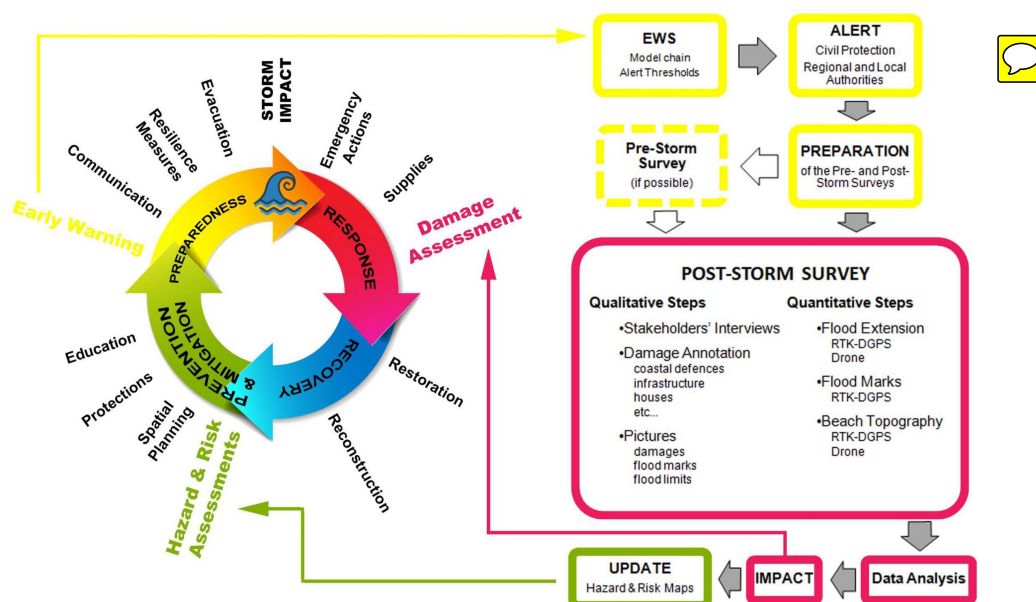 STORM
IMPACT
Evacuation
Resilience
Measures
Communication
Early Warning
Emergency
Actions
Supplies
Damage
Assessment
PREPAREDNESS
RESPONSE
RECOVERY
PREVENTION
& MITIGATION
Education
Protections
Spatial
Planning
Hazard & Risk
Assessments
Restoration
Reconstruction
EWS
Model chain
Alert Thresholds
ALERT
Civil Protection
Regional and Local
Authorities
Pre-Storm
Survey
(if possible)
PREPARATION
of the Pre- and Post-
Storm Surveys
POST-STORM SURVEY
Qualitative Steps
•Stakeholders' Interviews
•Damage Annotation
coastal defences
infrastructure
houses
etc...
•Pictures
damages
flood marks
flood limits
Quantitative Steps
•Flood Extension
RTK-DGPS
Drone
•Flood Marks
RTK-DGPS
•Beach Topography
RTK-DGPS
Drone
UPDATE
Hazard & Risk Maps
IMPACT
Data Analysis